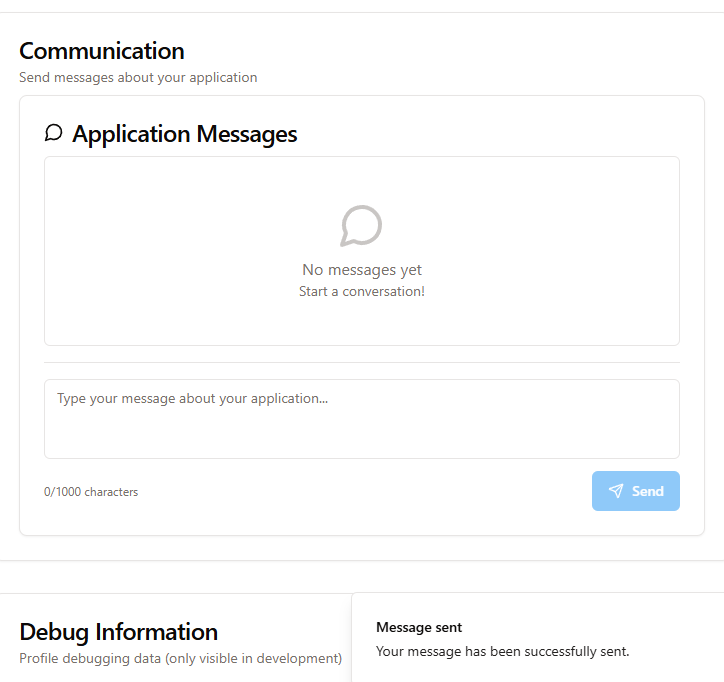 Communication
Send messages about your application
Application Messages
No messages yet
Start a conversation!
Type your message about your application...
0/1000 characters
Send
Debug Information
Profile debugging data (only visible in development)
Message sent
Your message has been successfully sent.